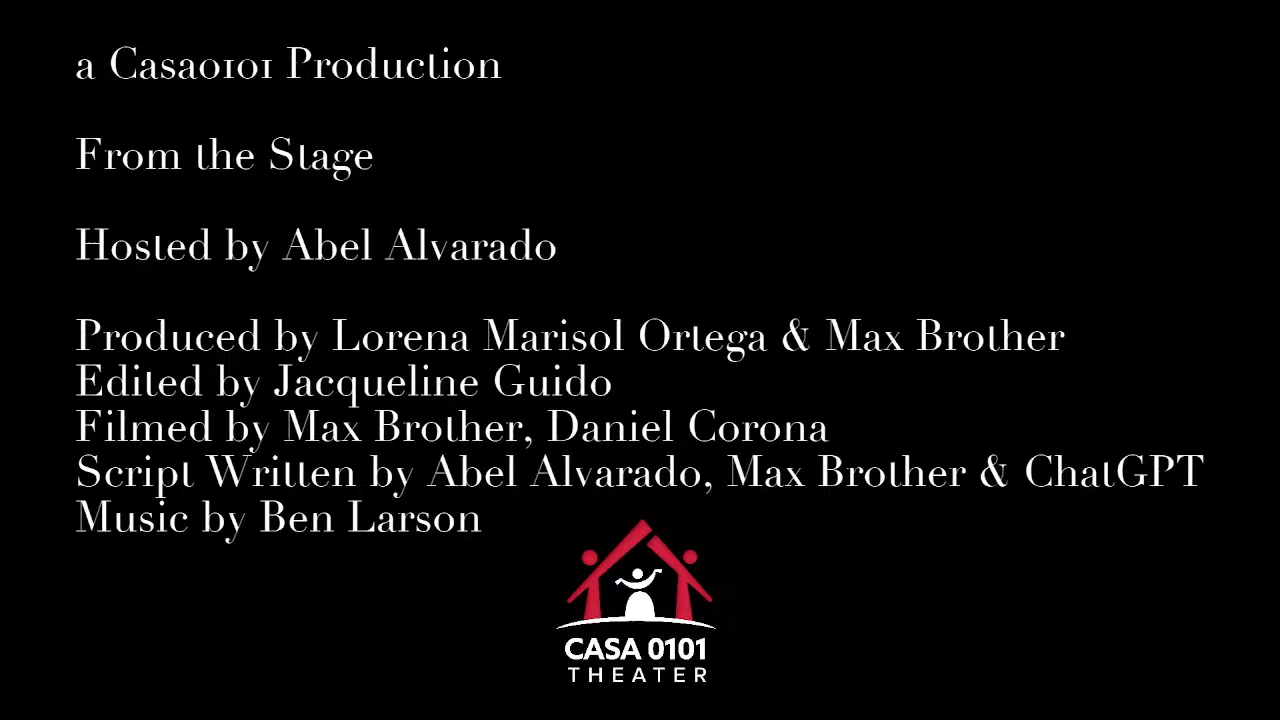 a Casa0101 Production
From the Stage
Hosted by Abel Alvarado
Produced by Lorena Marisol Ortega & Max Brother
Edited by Jacqueline Guido
Filmed by Max Brother, Daniel Corona
Script Written by Abel Alvarado, Max Brother & ChatGPT
Music by Ben Larson
CASA 0101
THEATER